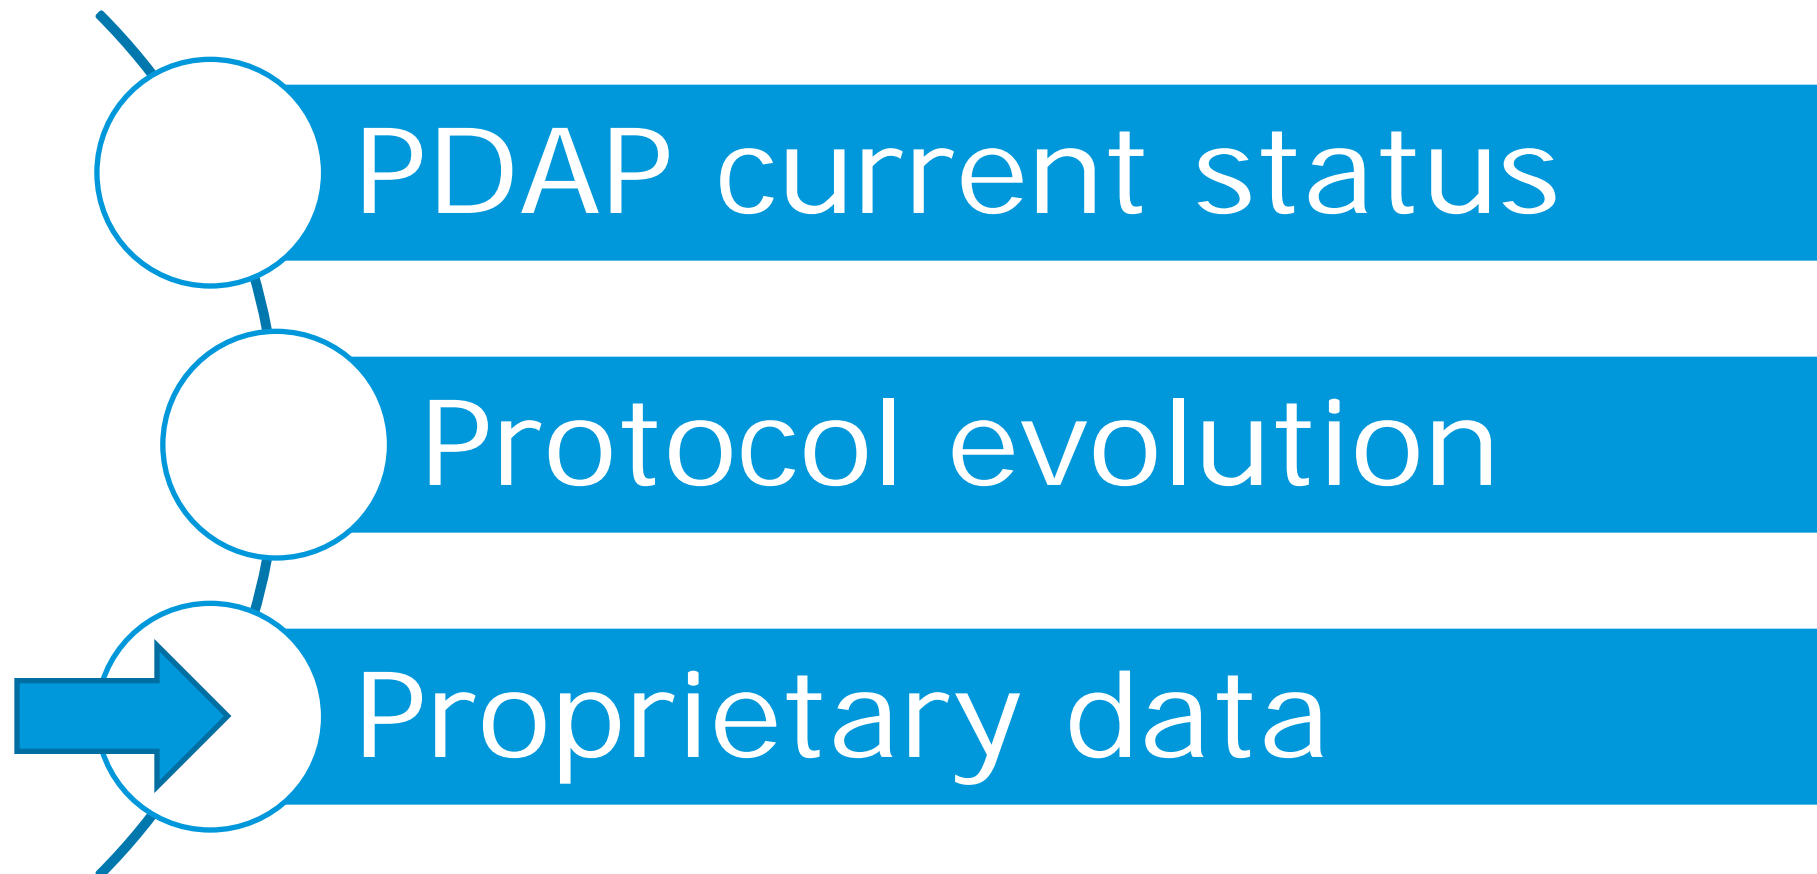 PDAP current status
Protocol evolution
Proprietary data